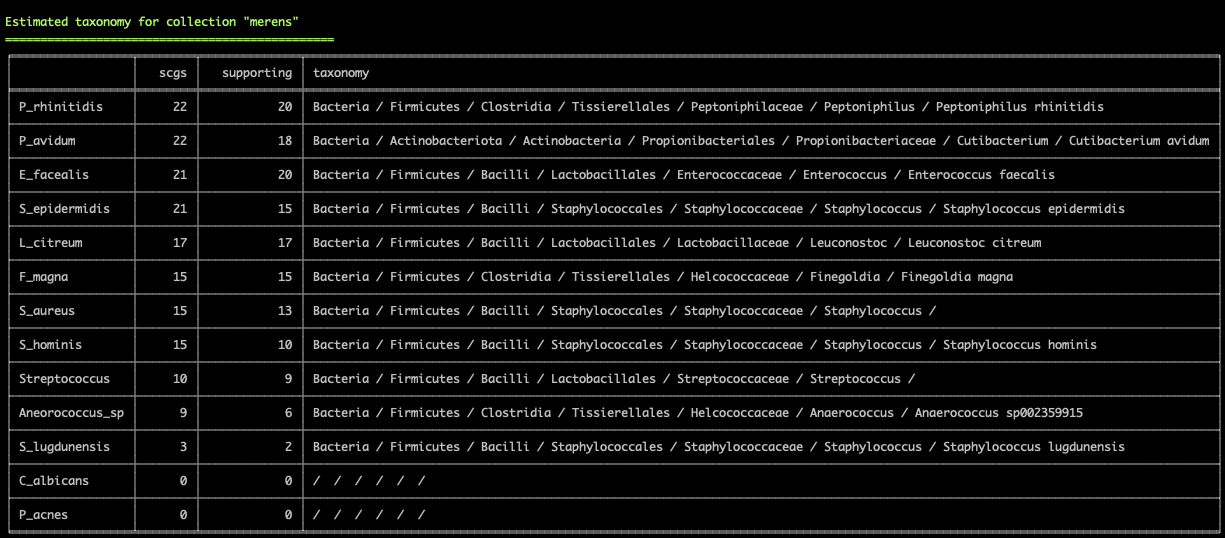 Estimated taxonomy for collection "merens"
===============================================
scgs supporting taxonomy
P_rhinitidis 22 20 Bacteria / Firmicutes / Clostridia / Tissierellales / Peptoniphilaceae / Peptoniphilus / Peptoniphilus rhinitidis
P_avidum 22 18 Bacteria / Actinobacteriota / Actinobacteria / Propionibacteriales / Propionibacteriaceae / Cutibacterium / Cutibacterium avidum
E_facealis 21 20 Bacteria / Firmicutes / Bacilli / Lactobacillales / Enterococcaceae / Enterococcus / Enterococcus faecalis
S_epidermidis 21 15 Bacteria / Firmicutes / Bacilli / Staphylococcales / Staphylococcaceae / Staphylococcus / Staphylococcus epidermidis
L_citreum 17 17 Bacteria / Firmicutes / Bacilli / Lactobacillales / Lactobacillaceae / Leuconostoc / Leuconostoc citreum
F_magna 15 15 Bacteria / Firmicutes / Clostridia / Tissierellales / Helcococcaceae / Finegoldia / Finegoldia magna
S_aureus 15 13 Bacteria / Firmicutes / Bacilli / Staphylococcales / Staphylococcaceae / Staphylococcus /
S_hominis 15 10 Bacteria / Firmicutes / Bacilli / Staphylococcales / Staphylococcaceae / Staphylococcus / Staphylococcus hominis
Streptococcus 10 9 Bacteria / Firmicutes / Bacilli / Lactobacillales / Streptococcaceae / Streptococcus /
Aneorococcus_sp 9 6 Bacteria / Firmicutes / Clostridia / Tissierellales / Helcococcaceae / Anaerococcus / Anaerococcus sp002359915
S_lugdunensis 3 2 Bacteria / Firmicutes / Bacilli / Staphylococcales / Staphylococcaceae / Staphylococcus / Staphylococcus lugdunensis
C_albicans 0 0 / / / / / /
P_acnes 0 0 / / / / / /